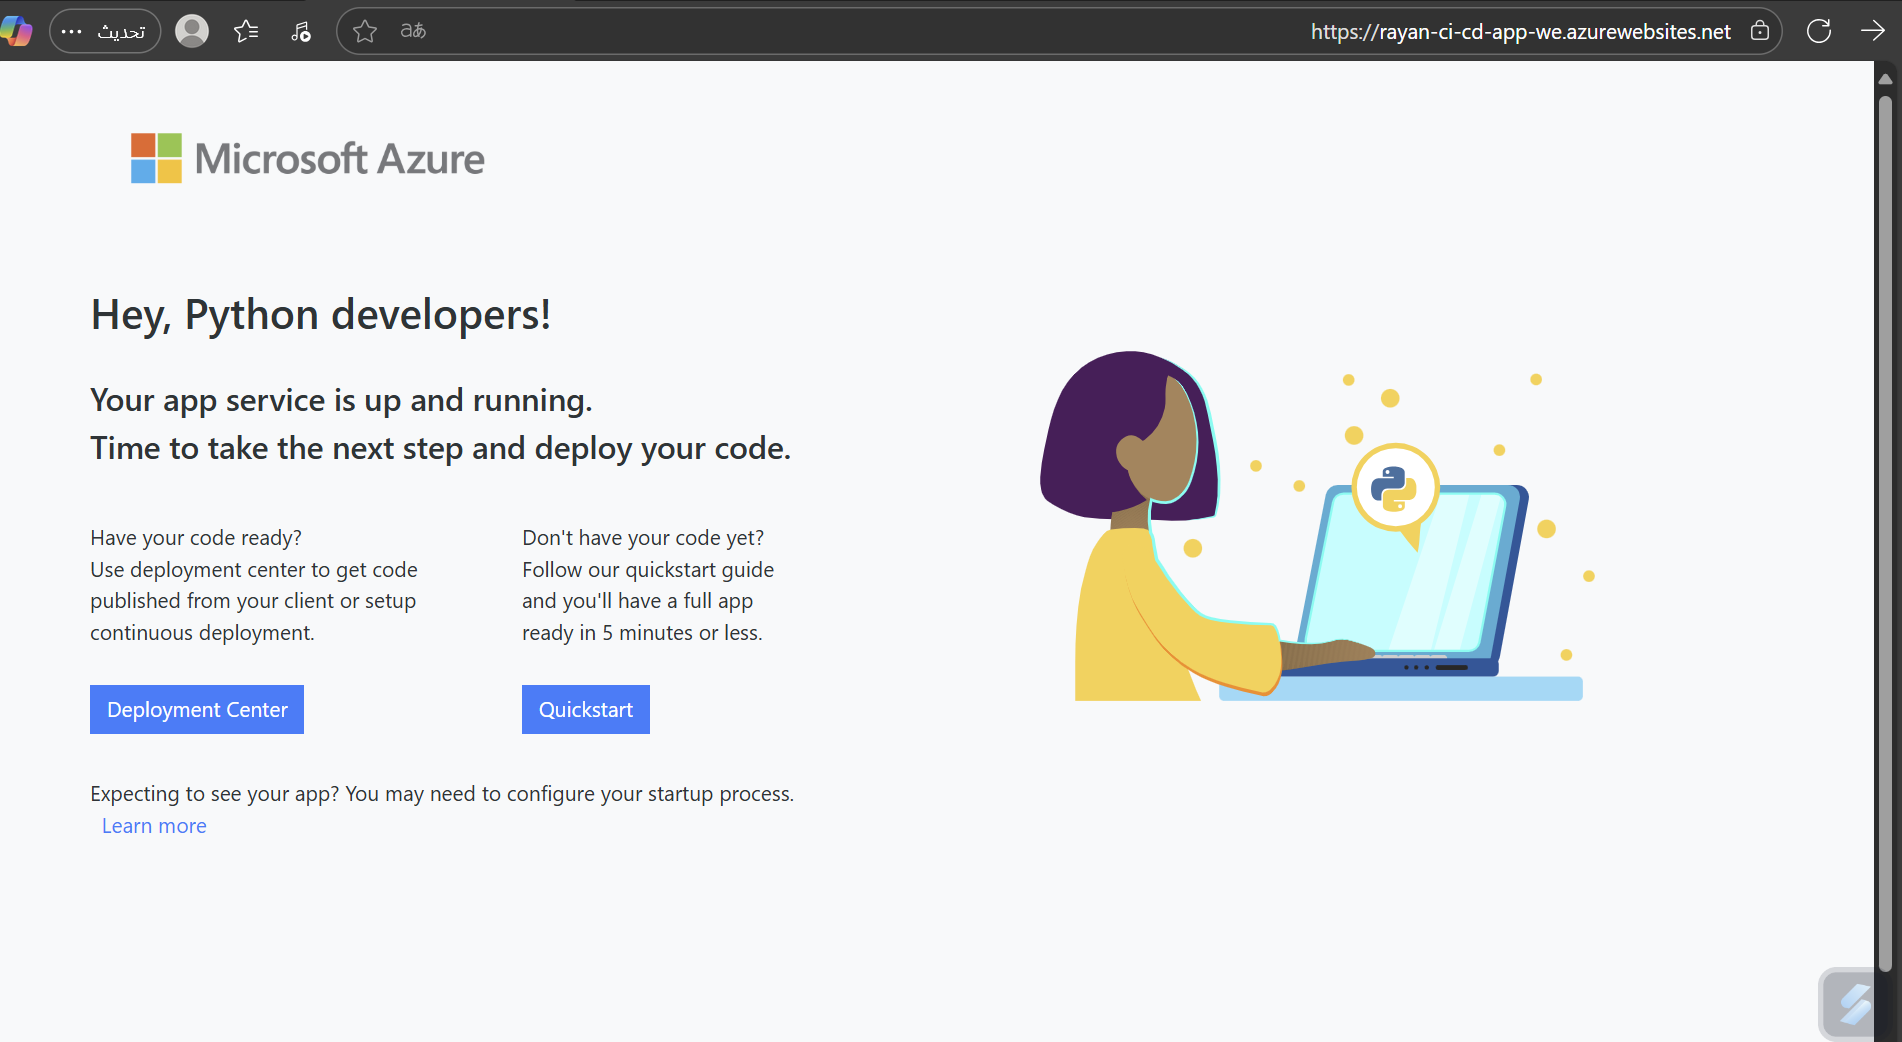 تحديث
aあ
https://rayan-ci-cd-app-we.azurewebsites.net
Microsoft Azure
Hey, Python developers!
Your app service is up and running.
Time to take the next step and deploy your code.
Have your code ready?
Use deployment center to get code
published from your client or setup
continuous deployment.
Deployment Center
Don't have your code yet?
Follow our quickstart guide
and you'll have a full app
ready in 5 minutes or less.
Quickstart
Expecting to see your app? You may need to configure your startup process.
Learn more